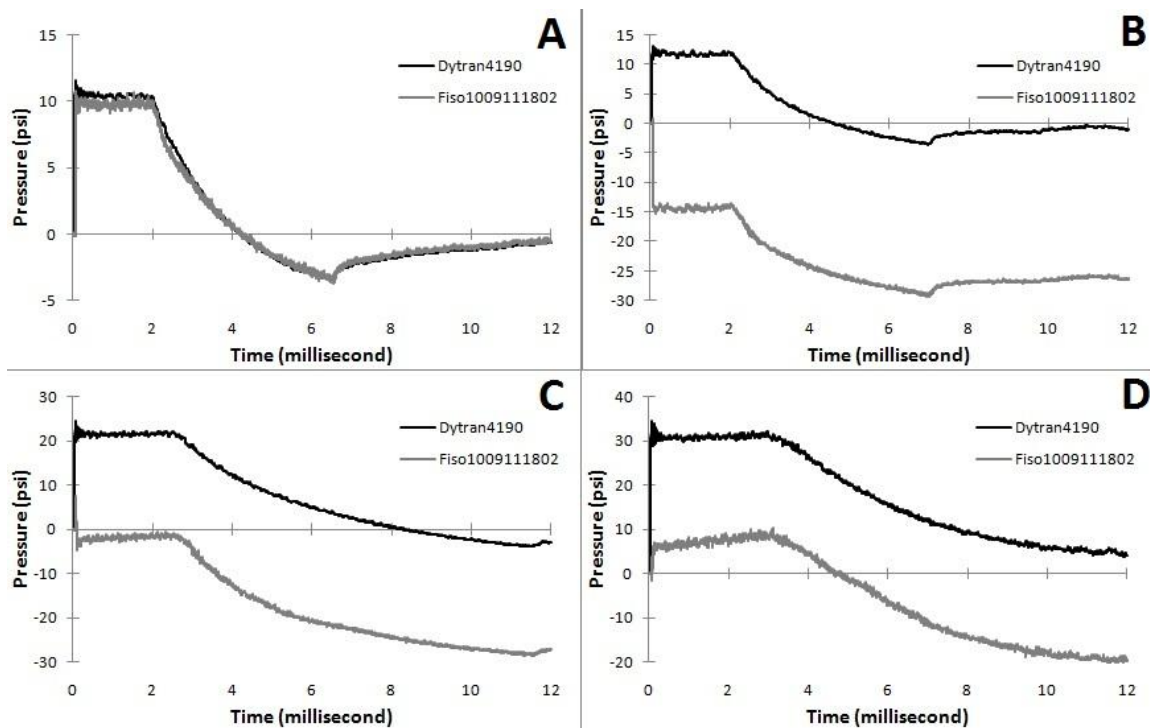 A
15
10
5
0
-5
Pressure (psi)
Dytran4190
Fiso1009111802
0 2 4 6 8 10 12
Time (millisecond)
B
15
10
5
0
-5
-10
-15
-20
-25
-30
Pressure (psi)
Dytran4190
Fiso1009111802
0 2 4 6 8 10 12
Time (millisecond)
C
30
20
10
0
-10
-20
-30
Pressure (psi)
Dytran4190
Fiso1009111802
0 2 4 6 8 10 12
Time (millisecond)
D
40
30
20
10
0
-10
-20
Pressure (psi)
Dytran4190
Fiso1009111802
0 2 4 6 8 10 12
Time (millisecond)